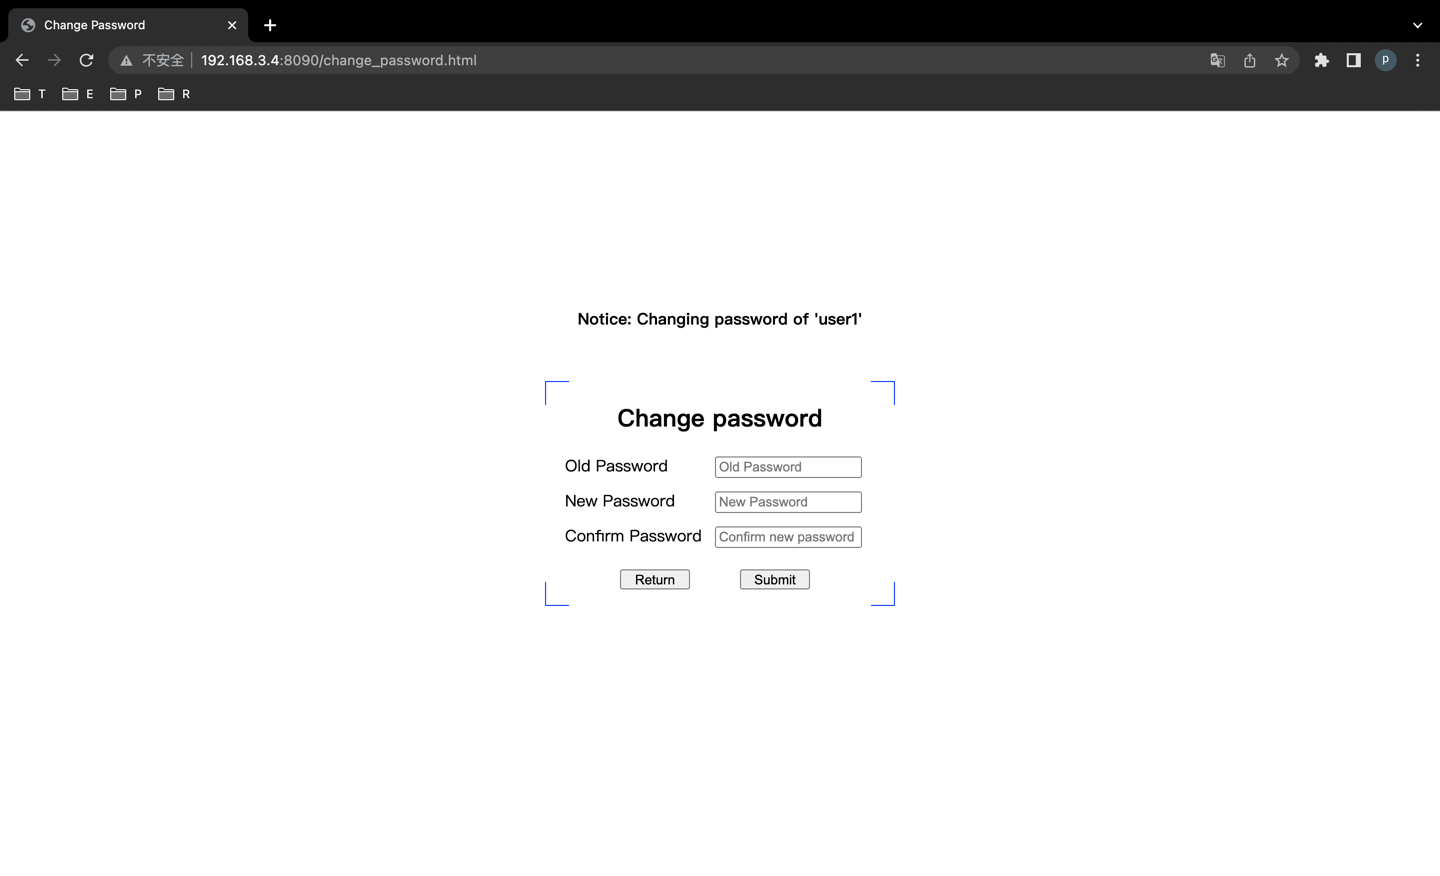 Change Password
不安全 192.168.3.4:8090/change_password.html
p
T E P R
Notice: Changing password of 'user1'
Change password
Old Password Old Password
New Password New Password
Confirm Password Confirm new password
Return Submit